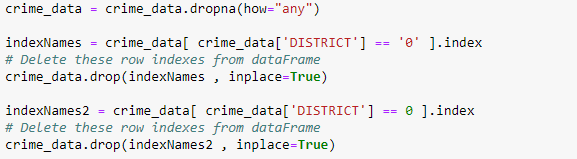 crime_data = crime_data.dropna(how="any")
indexNames = crime_data[ crime_data['DISTRICT'] == '0' ].index
# Delete these row indexes from dataFrame
crime_data.drop(indexNames , inplace=True)
indexNames2 = crime_data[ crime_data['DISTRICT'] == 0 ].index
# Delete these row indexes from dataFrame
crime_data.drop(indexNames2 , inplace=True)